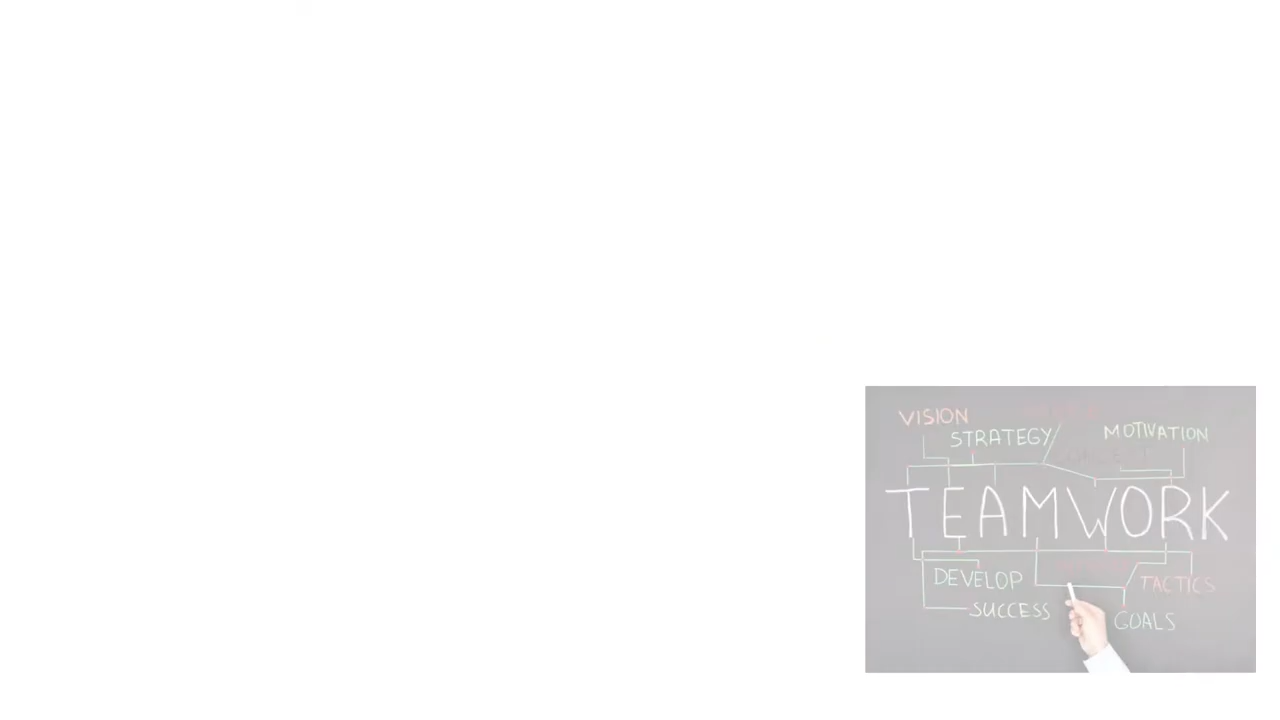 VISION
STRATEGY
MOTIVATION
TEAMWORK
DEVELOP
TACTICS
SUCCESS
GOALS